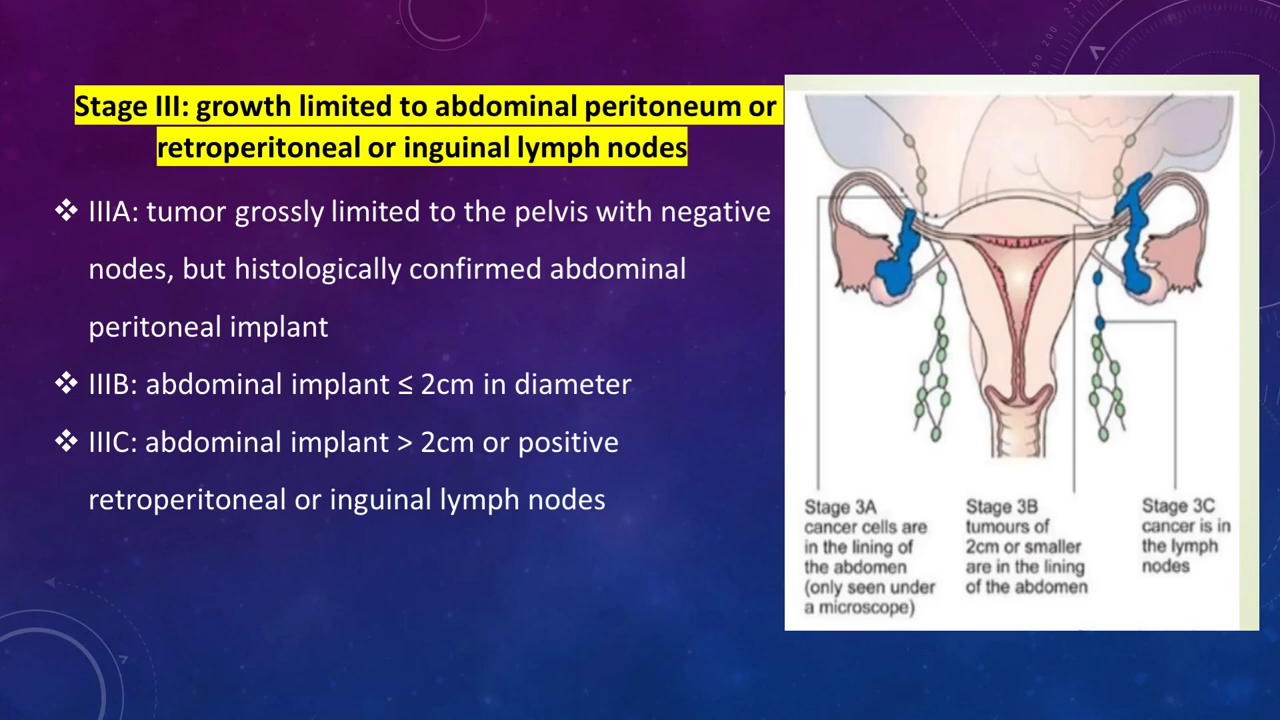 Stage III: growth limited to abdominal peritoneum or
retroperitoneal or inguinal lymph nodes
❖ IIIA: tumor grossly limited to the pelvis with negative
nodes, but histologically confirmed abdominal
peritoneal implant
❖ IIIB: abdominal implant ≤ 2cm in diameter
❖ IIIC: abdominal implant > 2cm or positive
retroperitoneal or inguinal lymph nodes
Stage 3A
cancer cells are
in the lining of
the abdomen
(only seen under
a microscope)
Stage 3B
tumours of
2cm or smaller
are in the lining
of the abdomen
Stage 3C
cancer is in
the lymph
nodes
190 200 210